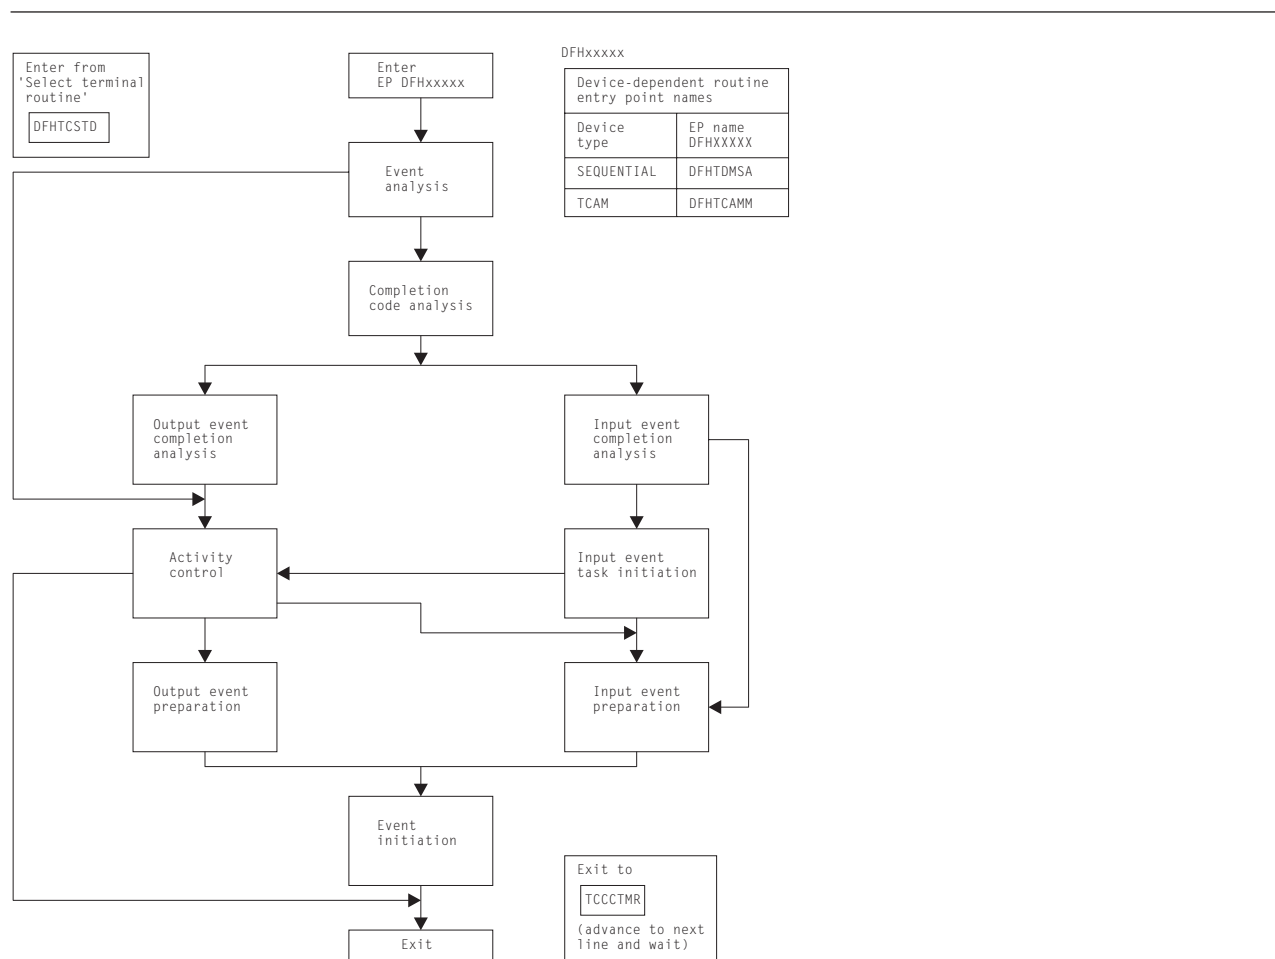 Enter from
'Select terminal
routine'
DFHTCSTD
Enter
EP DFHxxxxx
DFHxxxxx
Device-dependent routine
entry point names
Device
type
EP name
DFHXXXXX
SEQUENTIAL
DFHTDMSA
TCAM
DFHTCAMM
Event
analysis
Completion
code analysis
Output event
completion
analysis
Input event
completion
analysis
Activity
control
Input event
task initiation
Output event
preparation
Input event
preparation
Event
initiation
Exit to
TCCCTMR
(advance to next
line and wait)
Exit